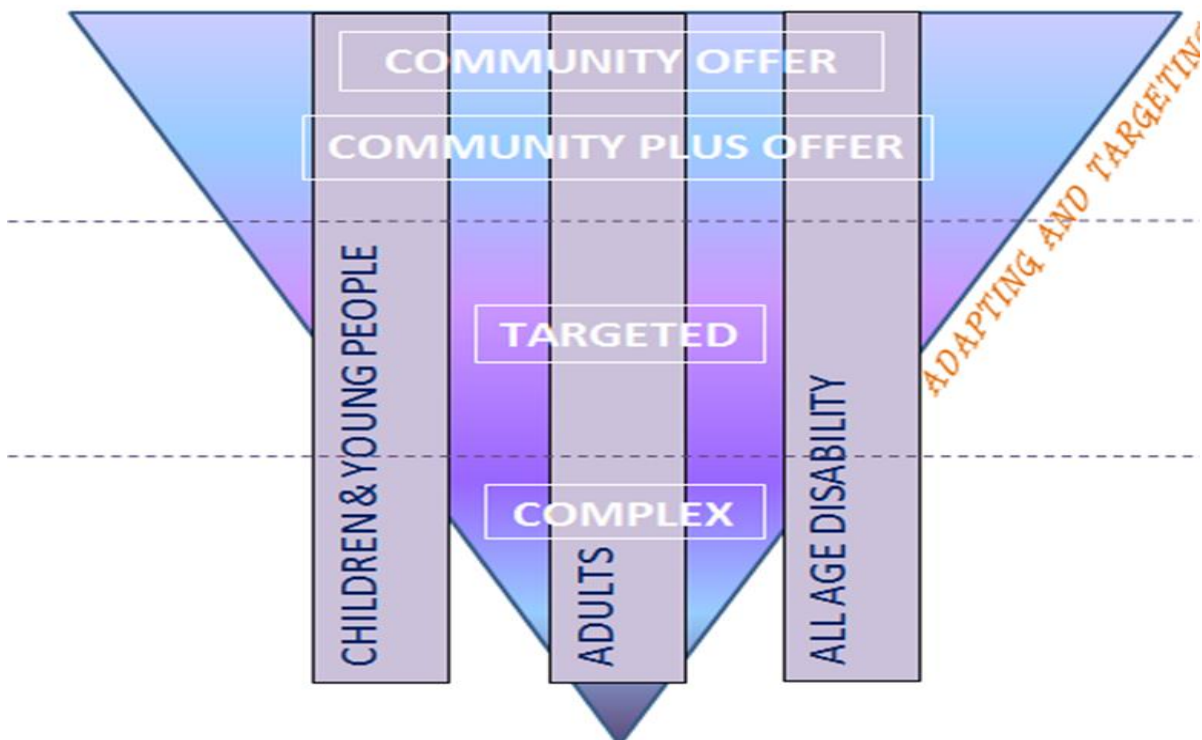 COMMUNITY OFFER
COMMUNITY PLUS OFFER
ADAPTING AND TARGETING
TARGETED
COMPLEX
CHILDREN & YOUNG PEOPLE
ADULTS
ALL AGE DISABILITY